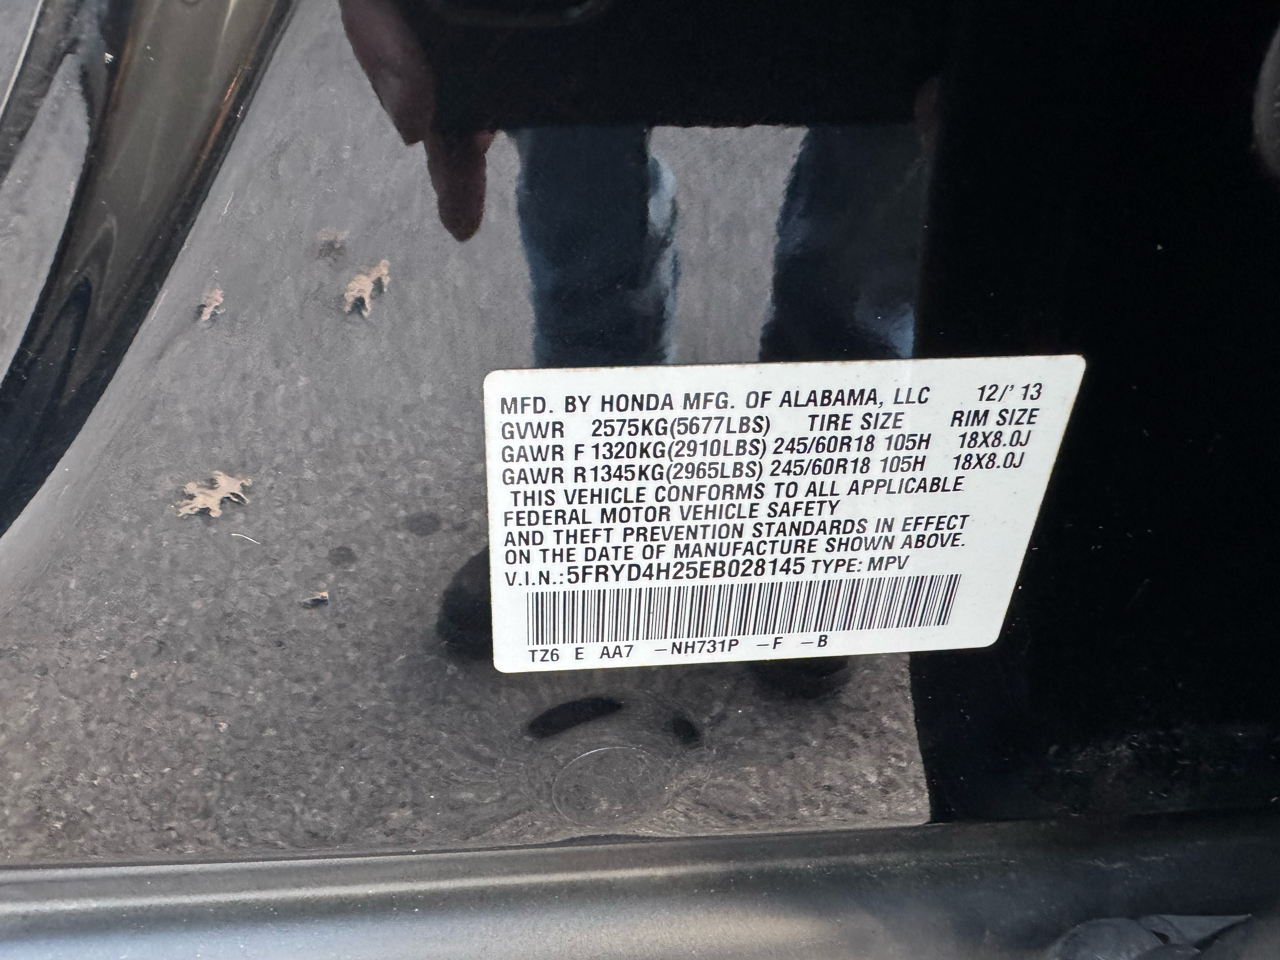 MFD. BY HONDA MFG. OF ALABAMA, LLC 12/' 13
GVWR 2575KG(5677LBS) TIRE SIZE RIM SIZE
GAWR F 1320KG(2910LBS) 245/60R18 105H 18X8.0J
GAWR R 1345KG(2965LBS) 245/60R18 105H 18X8.0J
THIS VEHICLE CONFORMS TO ALL APPLICABLE
FEDERAL MOTOR VEHICLE SAFETY
AND THEFT PREVENTION STANDARDS IN EFFECT
ON THE DATE OF MANUFACTURE SHOWN ABOVE.
V.I.N.: 5FRYD4H25EB028145 TYPE: MPV
TZ6 E AA7 –NH731P –F –B